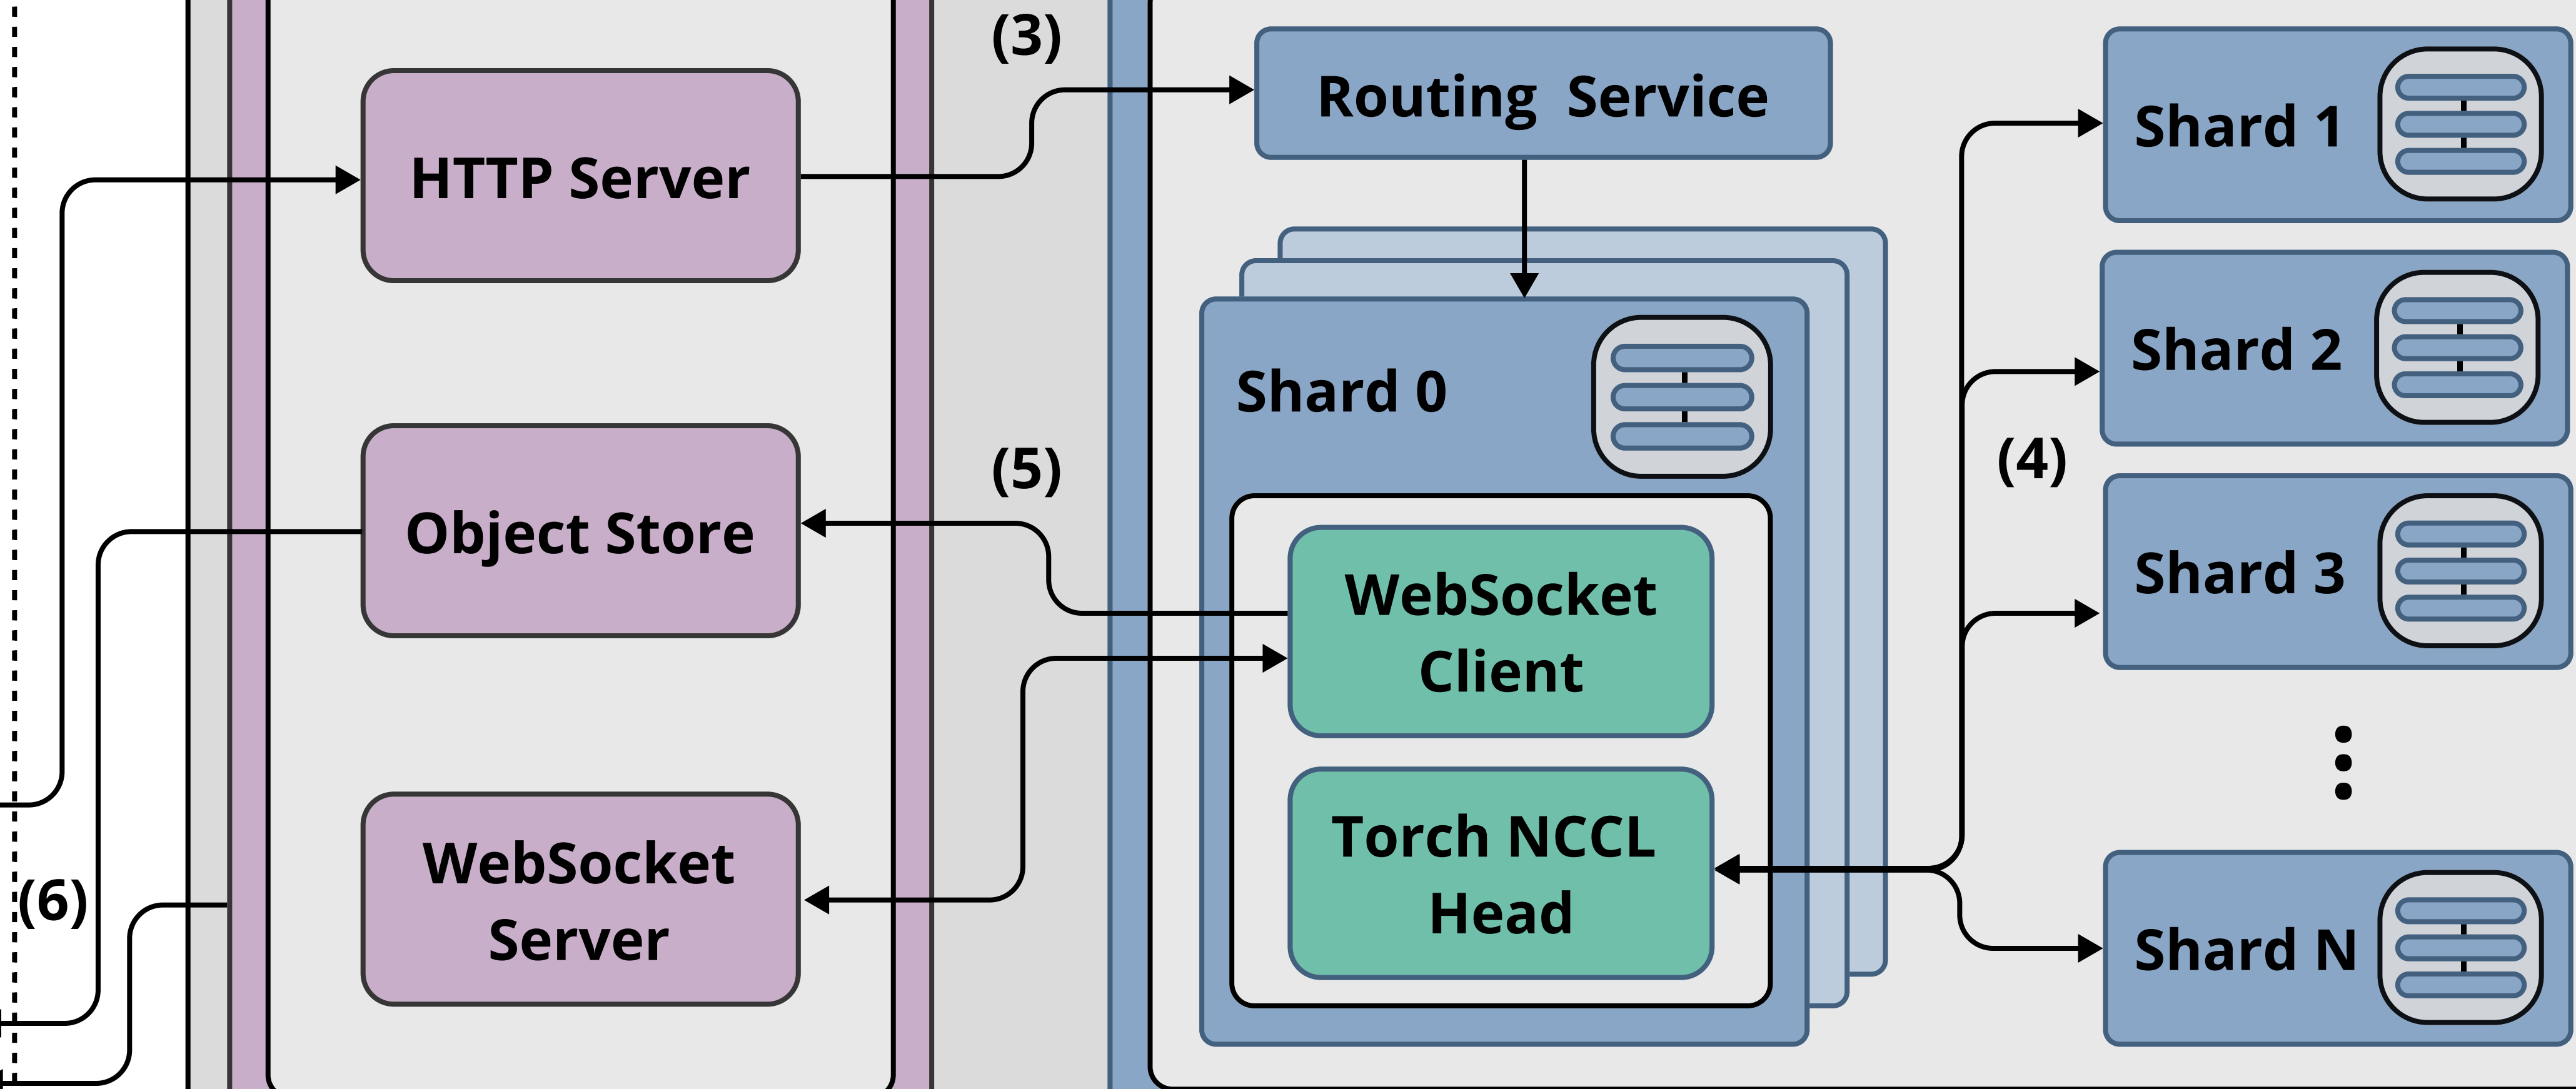 (3)
HTTP Server
Routing Service
Shard 1
Shard 2
Shard 0
(4)
(5)
Object Store
Shard 3
WebSocket
Client
WebSocket
Server
Torch NCCL
Head
(6)
Shard N